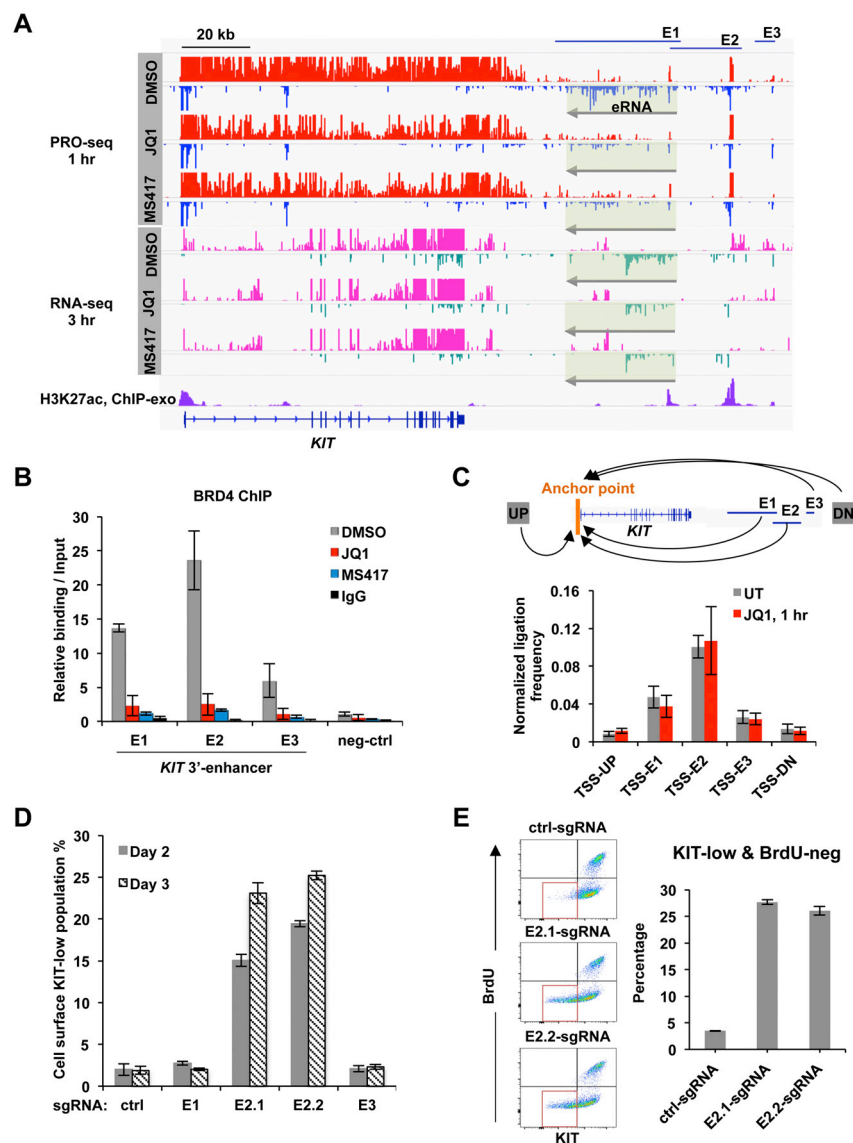 A
20 kb
E1
E2
E3
DMSO
eRNA
PRO-seq
1 hr
JQ1
MS417
DMSO
RNA-seq
3 hr
JQ1
MS417
H3K27ac, ChIP-exo
KIT
B
BRD4 ChIP
Relative binding / Input
30
25
20
15
10
5
0
DMSO
JQ1
MS417
IgG
E1
E2
E3
neg-ctrl
KIT 3'-enhancer
C
Anchor point
UP
KIT
E1
E2
E3
DN
Normalized ligation
frequency
0.16
0.12
0.08
0.04
0
UT
JQ1, 1 hr
TSS-UP
TSS-E1
TSS-E2
TSS-E3
TSS-DN
D
Cell surface KIT-low population %
30
25
20
15
10
5
0
Day 2
Day 3
sgRNA:
ctrl
E1
E2.1
E2.2
E3
E
ctrl-sgRNA
E2.1-sgRNA
E2.2-sgRNA
BrdU
KIT
KIT-low & BrdU-neg
Percentage
30
25
20
15
10
5
0
ctrl-sgRNA
E2.1-sgRNA
E2.2-sgRNA